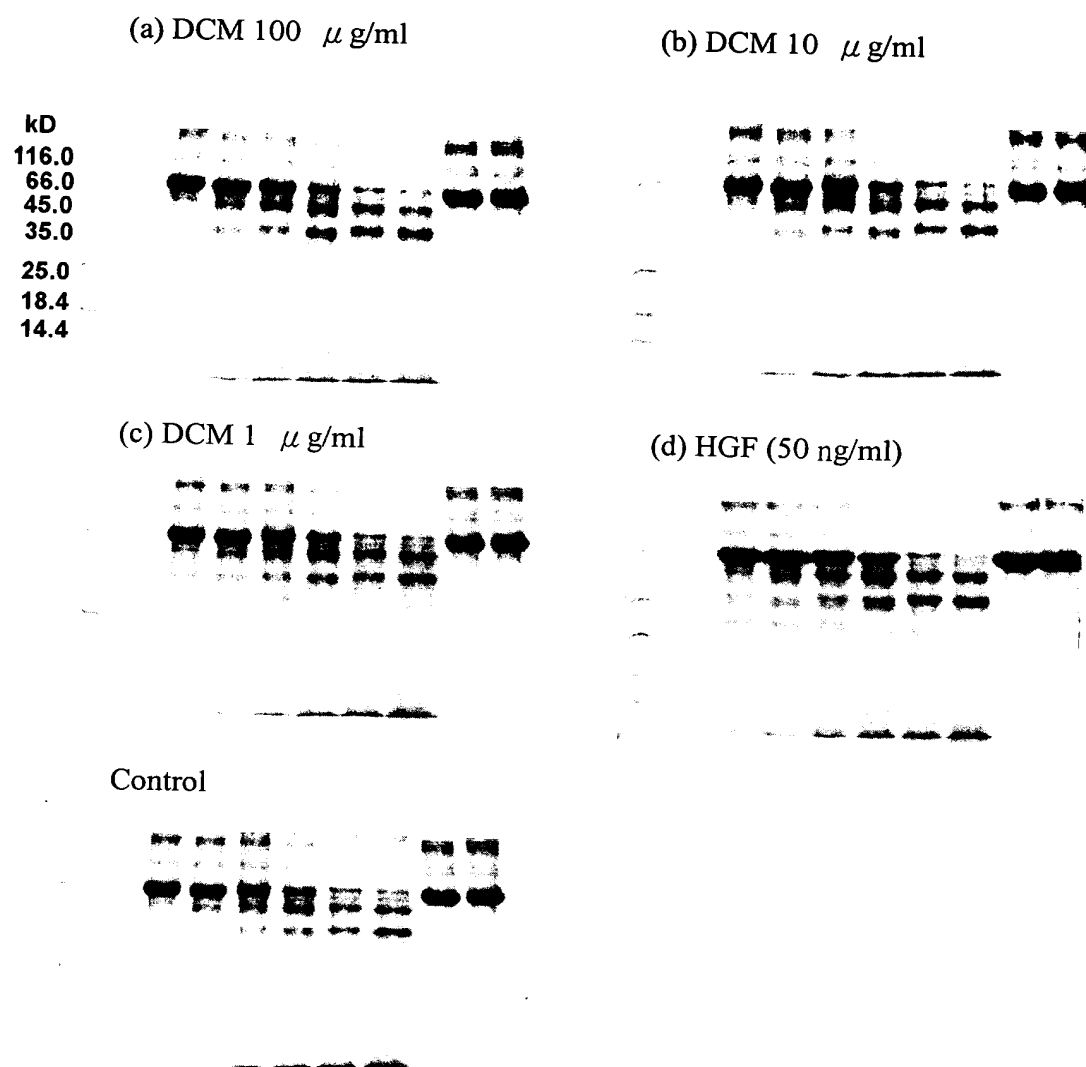 (a) DCM 100 μ g/ml
(b) DCM 10 μ g/ml
kD
116.0
66.0
45.0
35.0
25.0
18.4
14.4
(c) DCM 1 μ g/ml
(d) HGF (50 ng/ml)
Control